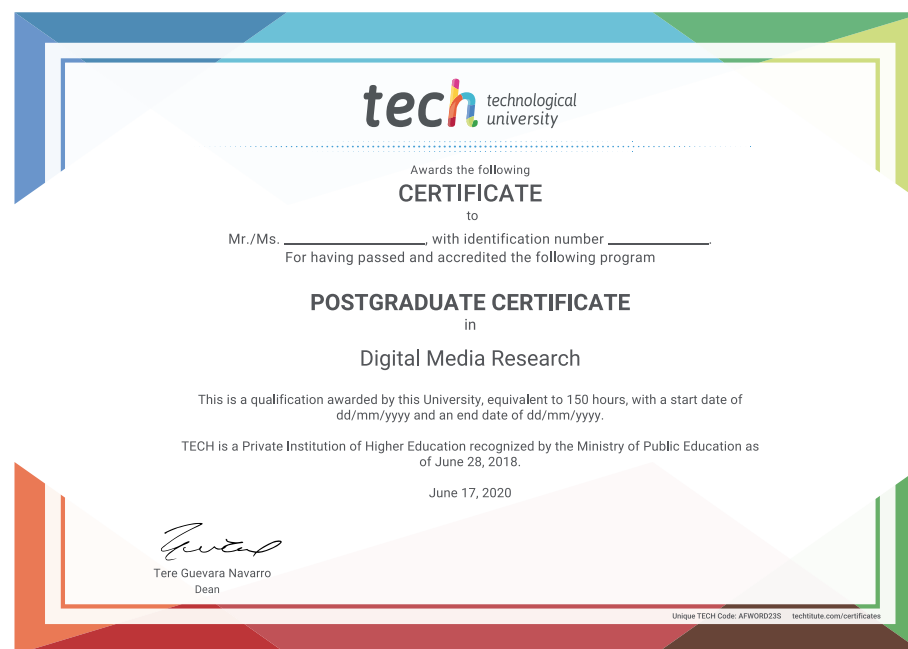 tech technological
university
Awards the following
CERTIFICATE
to
Mr./Ms. ____________________, with identification number ______________.
For having passed and accredited the following program
POSTGRADUATE CERTIFICATE
in
Digital Media Research
This is a qualification awarded by this University, equivalent to 150 hours, with a start date of
dd/mm/yyyy and an end date of dd/mm/yyyy.
TECH is a Private Institution of Higher Education recognized by the Ministry of Public Education as
of June 28, 2018.
June 17, 2020
Tere Guevara Navarro
Dean
Unique TECH Code: AFWORD23S techtitute.com/certificates